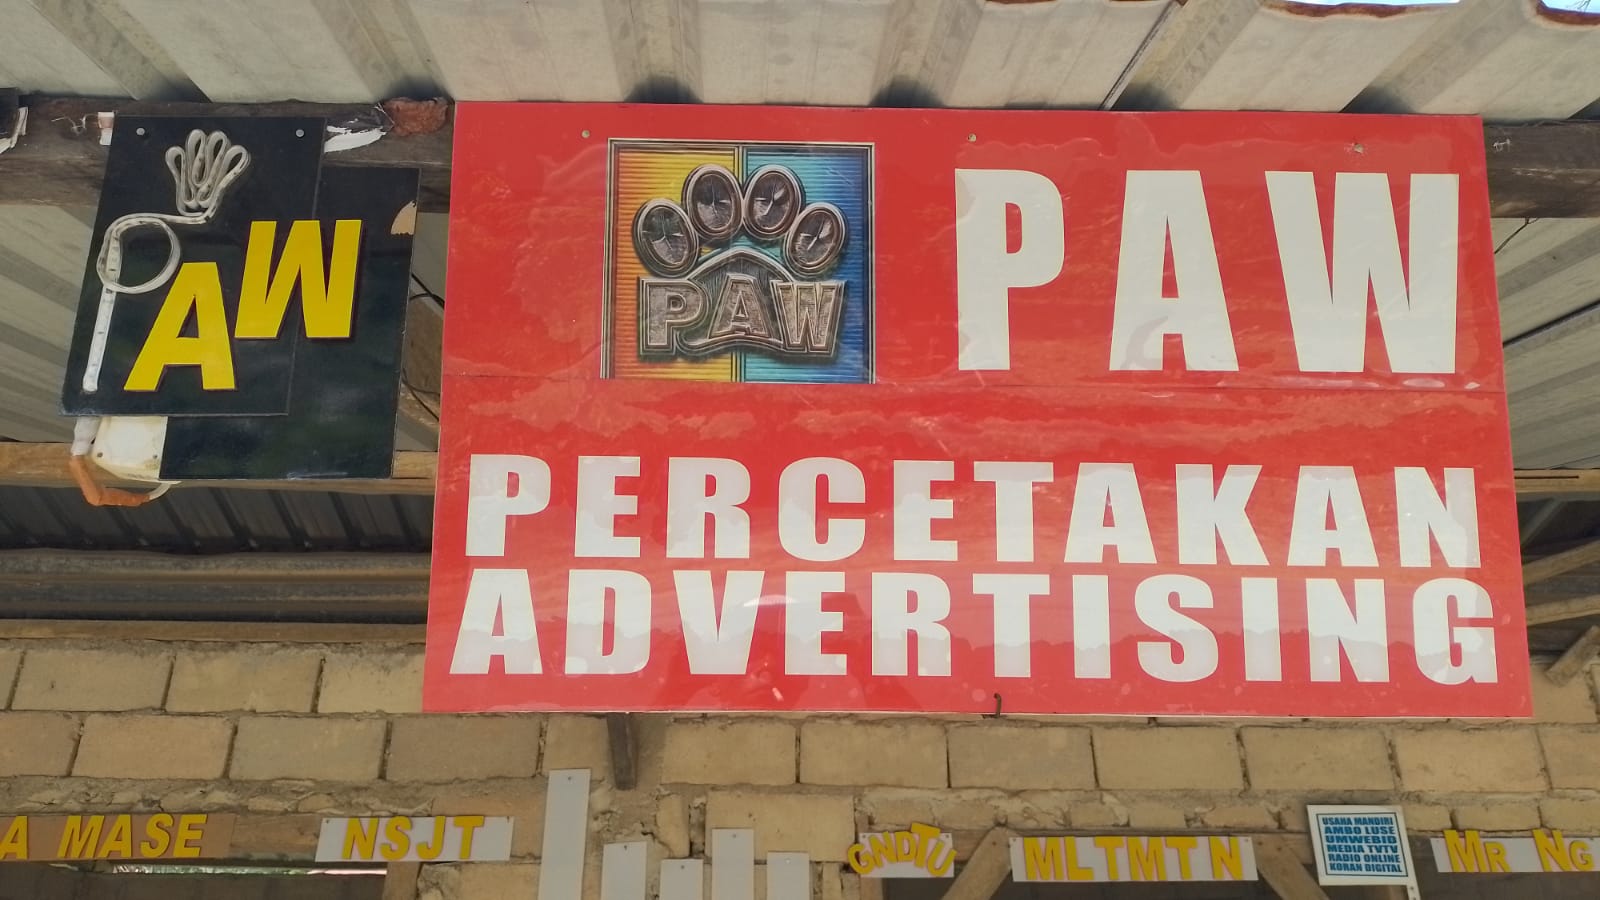 PAW
PAW
PAW
PERCETAKAN
ADVERTISING
A MASE
NSJT
GNDTU
MLTMTN
USAHA MANDIRI
AMBO LUSE
UMWEBID
MEDIA TVTV
RADIO ONLINE
KORAN DIGITAL
MR NG